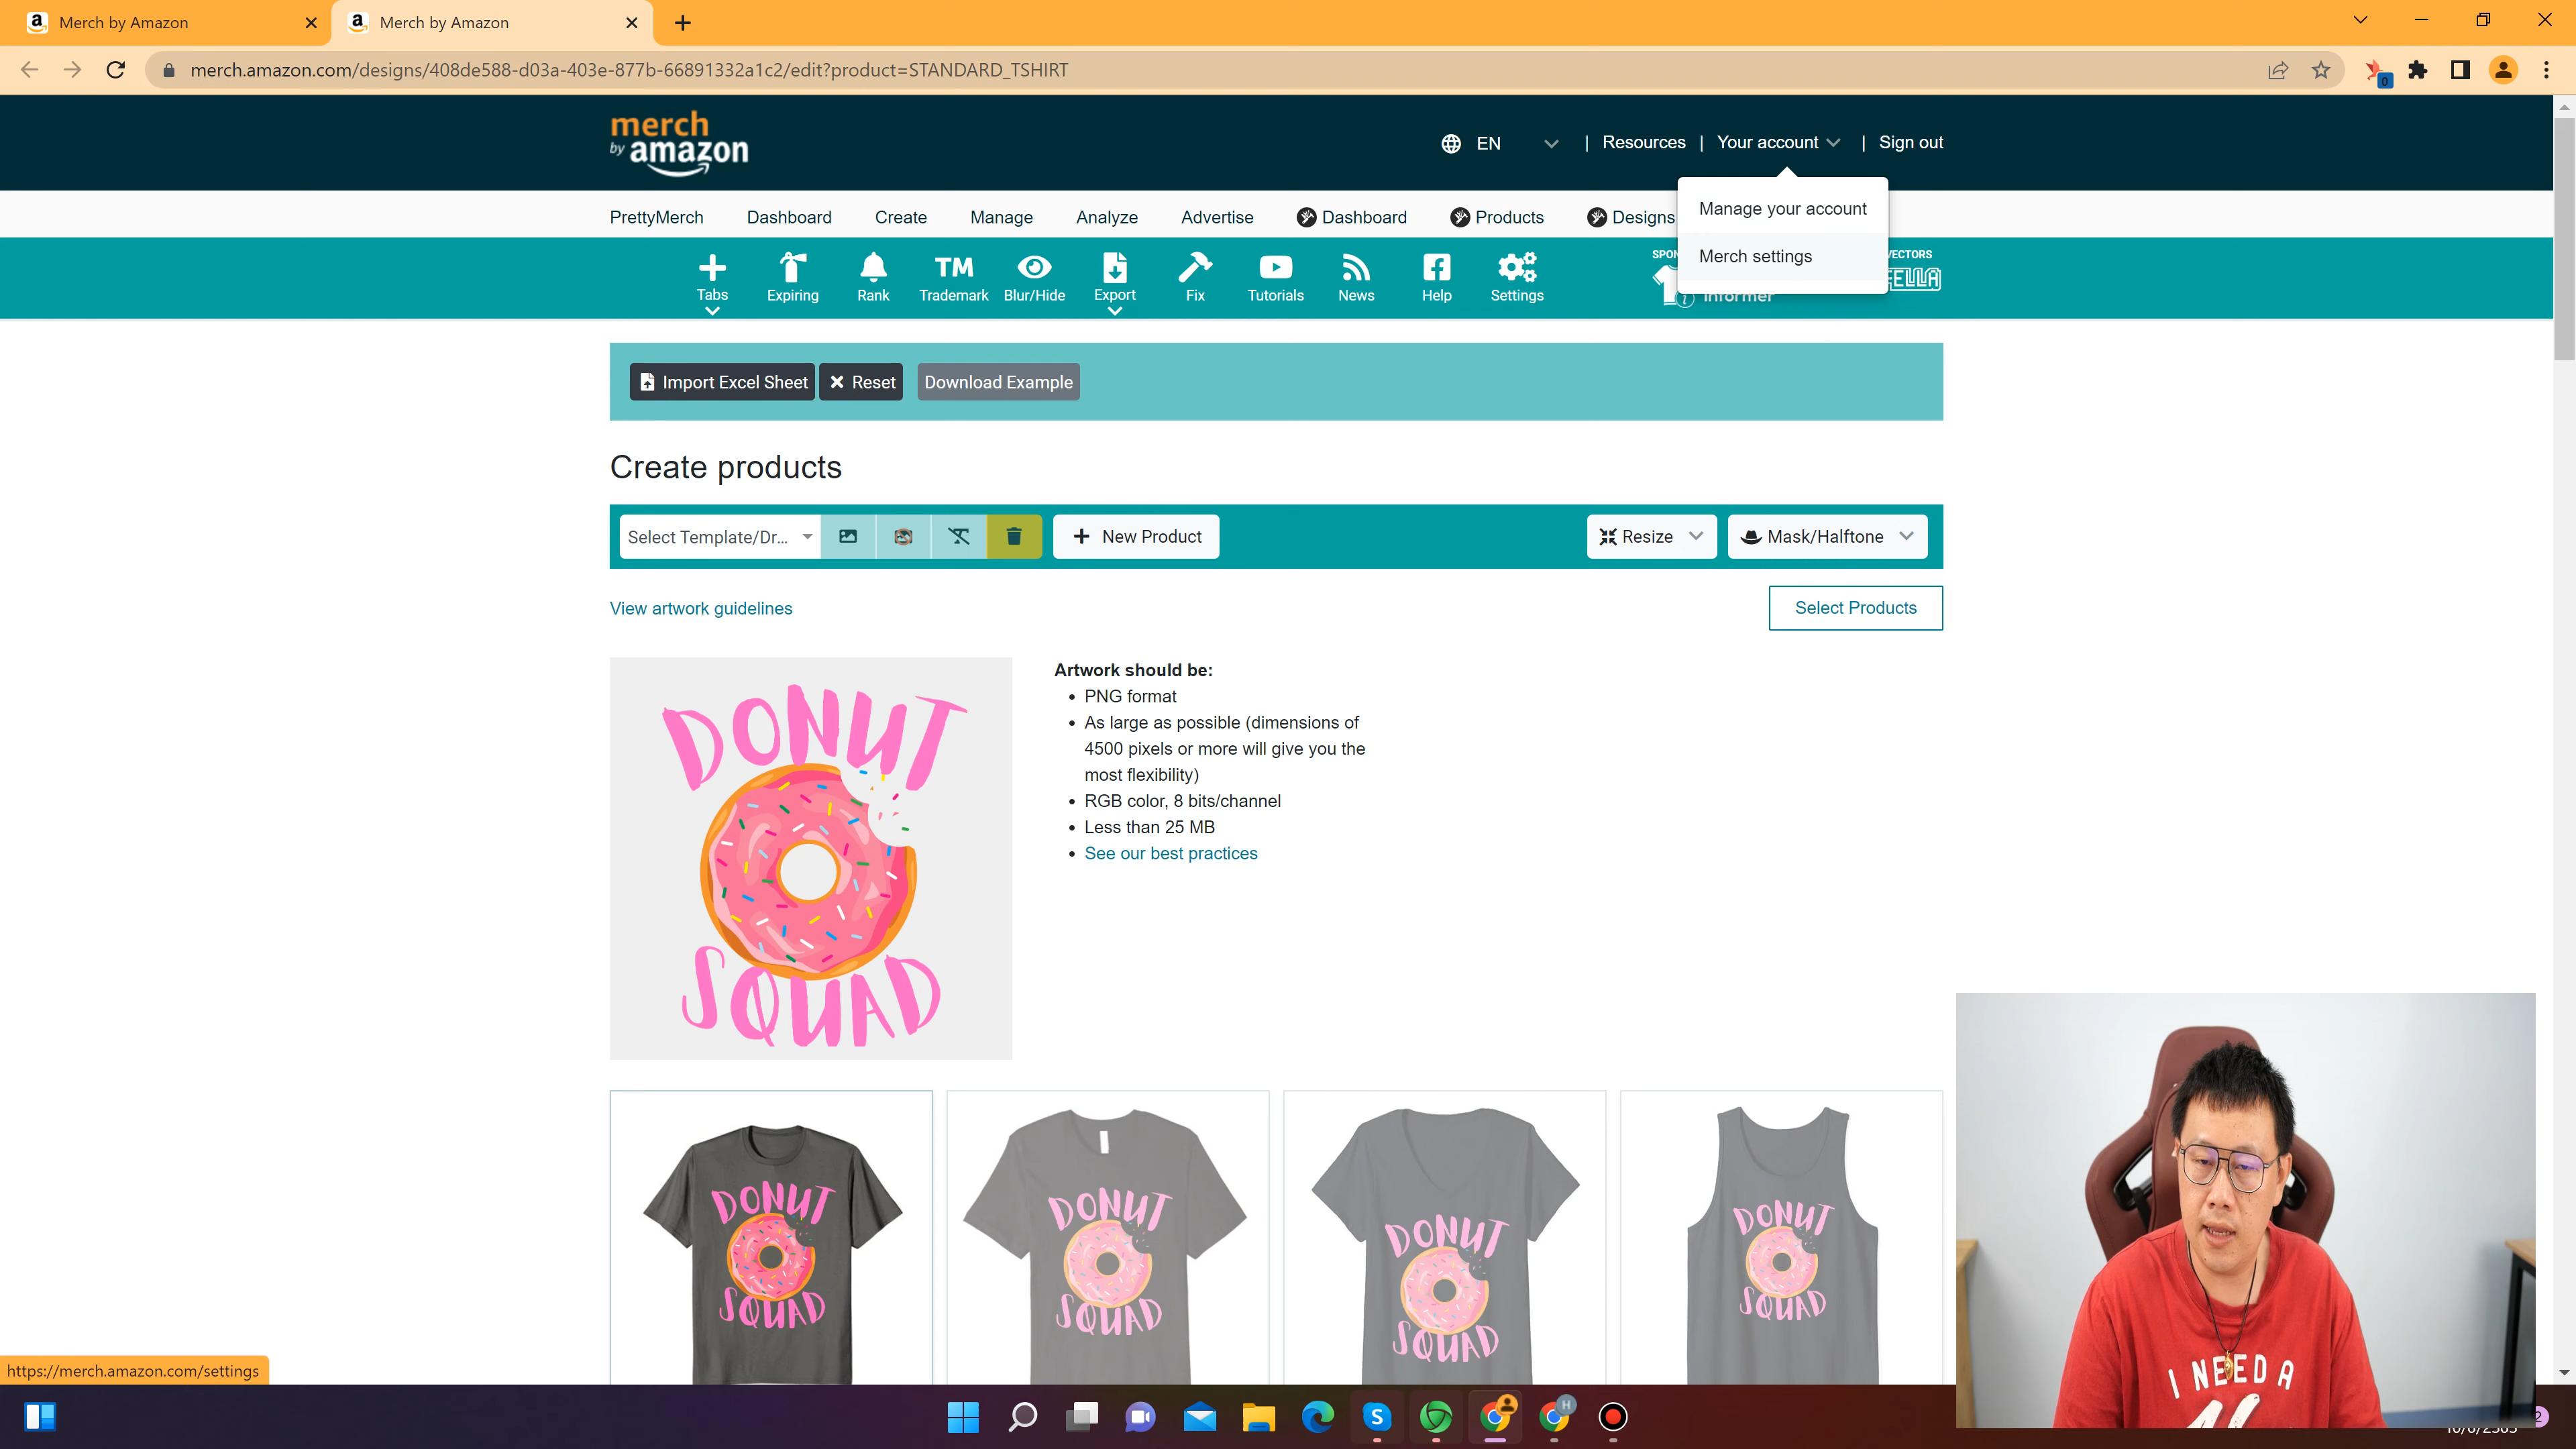 Merch by Amazon
Merch by Amazon
merch.amazon.com/designs/408de588-d03a-403e-877b-66891332a1c2/edit?product=STANDARD_TSHIRT
0
merch
by amazon
EN | Resources | Your account | Sign out
Manage your account
Merch settings
PrettyMerch Dashboard Create Manage Analyze Advertise Dashboard Products Designs
Tabs Expiring Rank TM Trademark Blur/Hide Export Fix Tutorials News Help Settings
Informer
Import Excel Sheet Reset Download Example
Create products
Select Template/Dr... New Product Resize Mask/Halftone
View artwork guidelines
Select Products
DONUT
SQUAD
Artwork should be:
• PNG format
• As large as possible (dimensions of
4500 pixels or more will give you the
most flexibility)
• RGB color, 8 bits/channel
• Less than 25 MB
• See our best practices
DONUT
SQUAD
DONUT
SQUAD
DONUT
SQUAD
DONUT
SQUAD
I NEED A
https://merch.amazon.com/settings